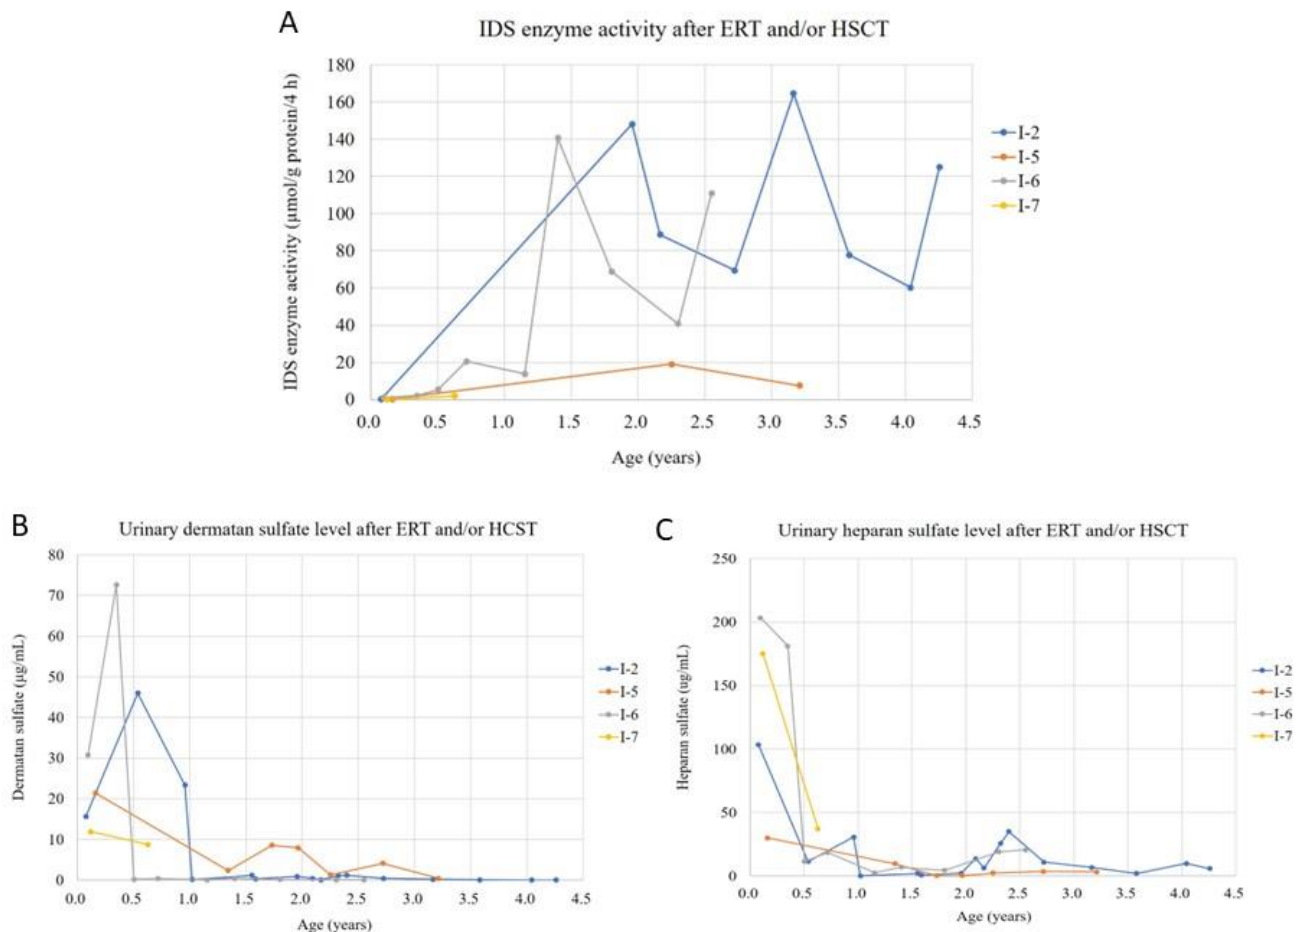 A
IDS enzyme activity after ERT and/or HSCT
IDS enzyme activity (μmol/g protein/4 h)
180
160
140
120
100
80
60
40
20
0
0.0 0.5 1.0 1.5 2.0 2.5 3.0 3.5 4.0 4.5
Age (years)
I-2
I-5
I-6
I-7
B
Urinary dermatan sulfate level after ERT and/or HCST
Dermatan sulfate (μg/mL)
80
70
60
50
40
30
20
10
0
0.0 0.5 1.0 1.5 2.0 2.5 3.0 3.5 4.0 4.5
Age (years)
I-2
I-5
I-6
I-7
C
Urinary heparan sulfate level after ERT and/or HSCT
Heparan sulfate (ug/mL)
250
200
150
100
50
0
0.0 0.5 1.0 1.5 2.0 2.5 3.0 3.5 4.0 4.5
Age (years)
I-2
I-5
I-6
I-7